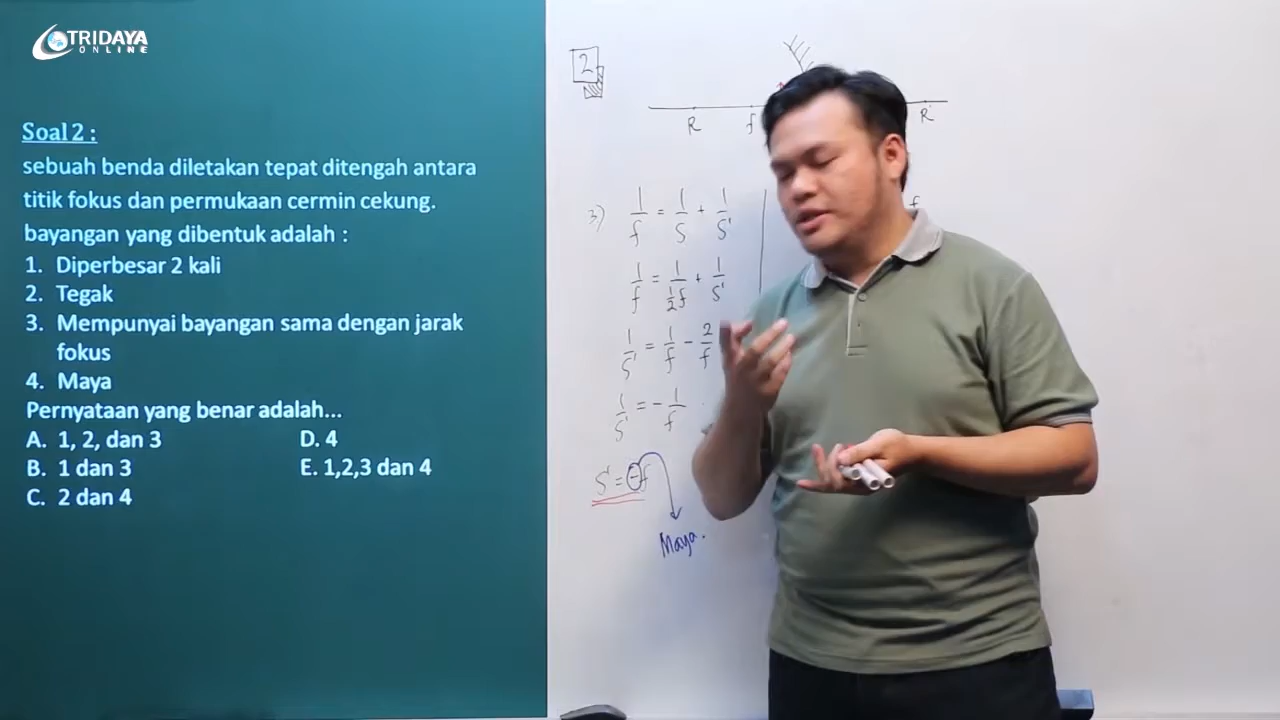 TRIDAYA
ONLINE
Soal 2 :
sebuah benda diletakan tepat ditengah antara
titik fokus dan permukaan cermin cekung.
bayangan yang dibentuk adalah :
1. Diperbesar 2 kali
2. Tegak
3. Mempunyai bayangan sama dengan jarak
fokus
4. Maya
Pernyataan yang benar adalah...
A. 1, 2, dan 3
D. 4
B. 1 dan 3
E. 1,2,3 dan 4
C. 2 dan 4
2
R f R
3) 1/f = 1/S + 1/S'
1/f = 1/½f + 1/S'
1/S' = 1/f - 2/f
1/S' = - 1/f
S' = -f
Maya.
f